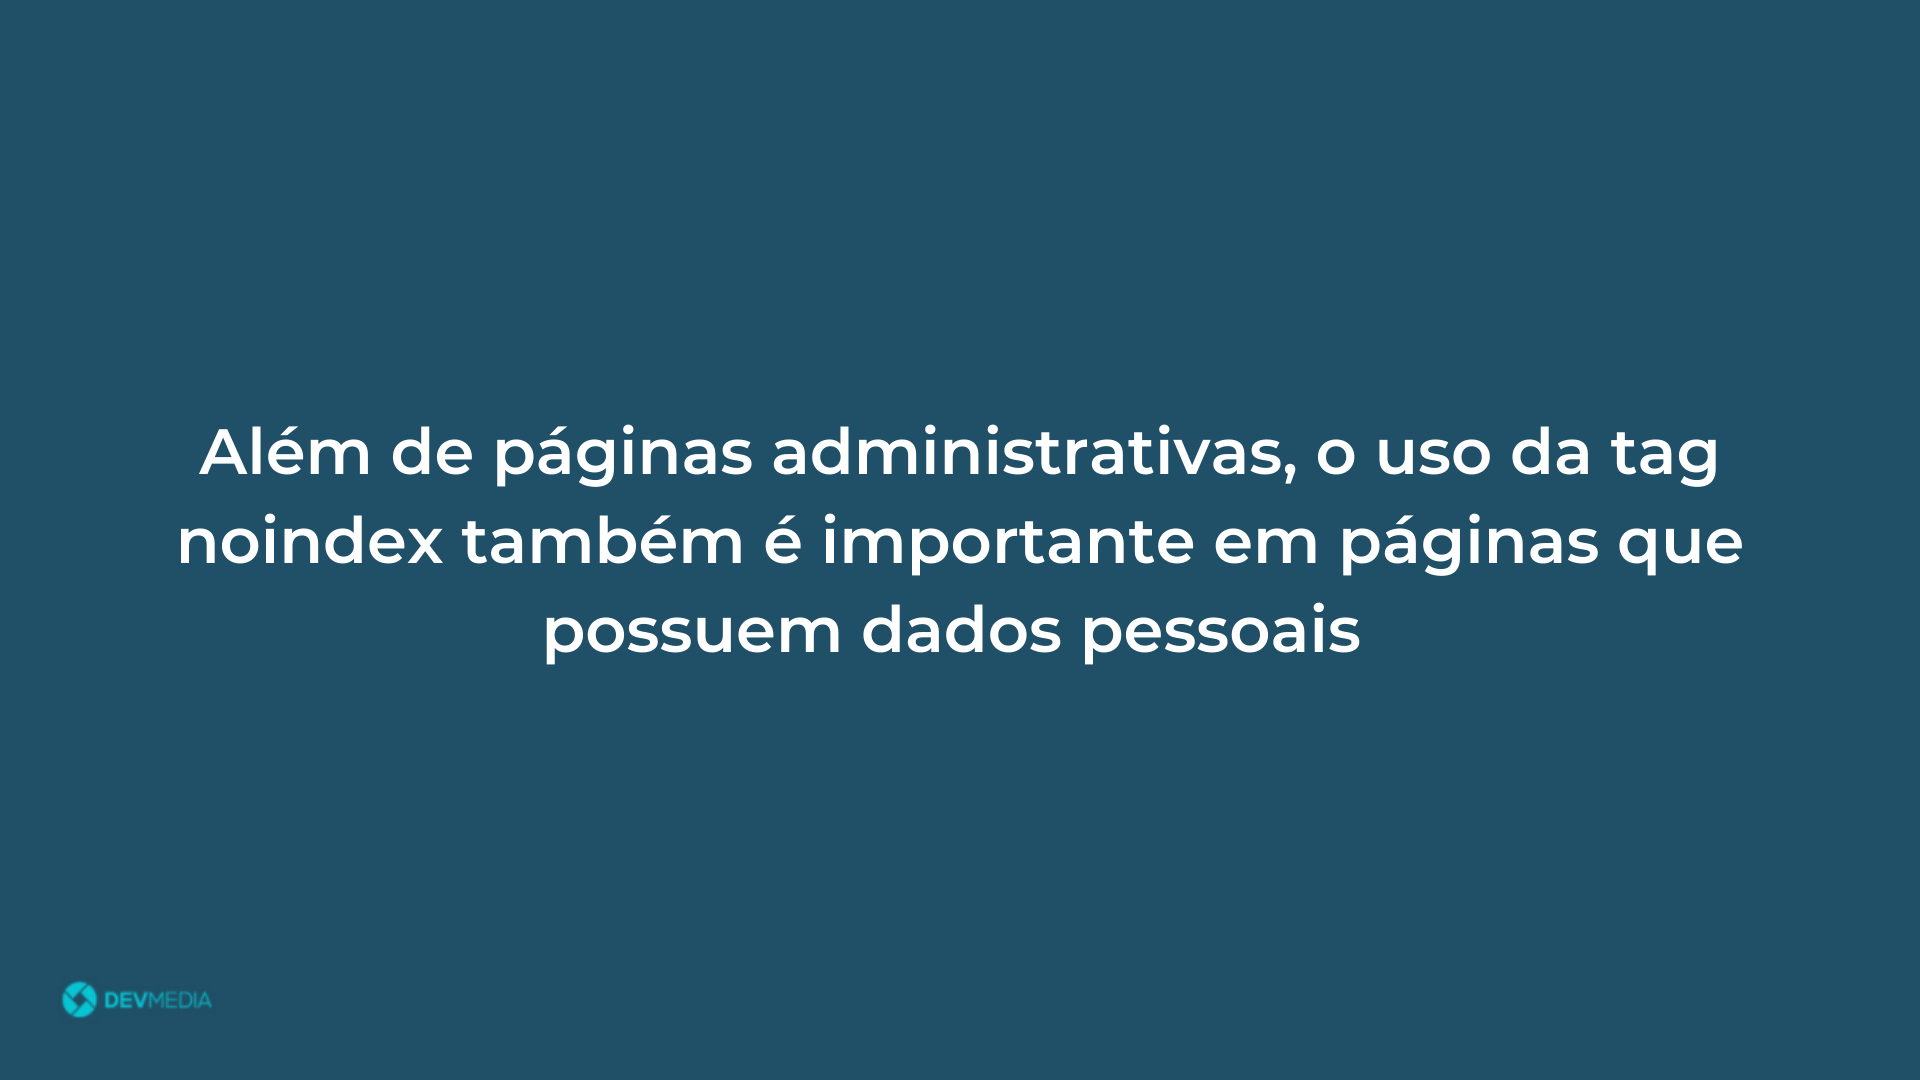 Além de páginas administrativas, o uso da tag
noindex também é importante em páginas que
possuem dados pessoais
DEVMEDIA